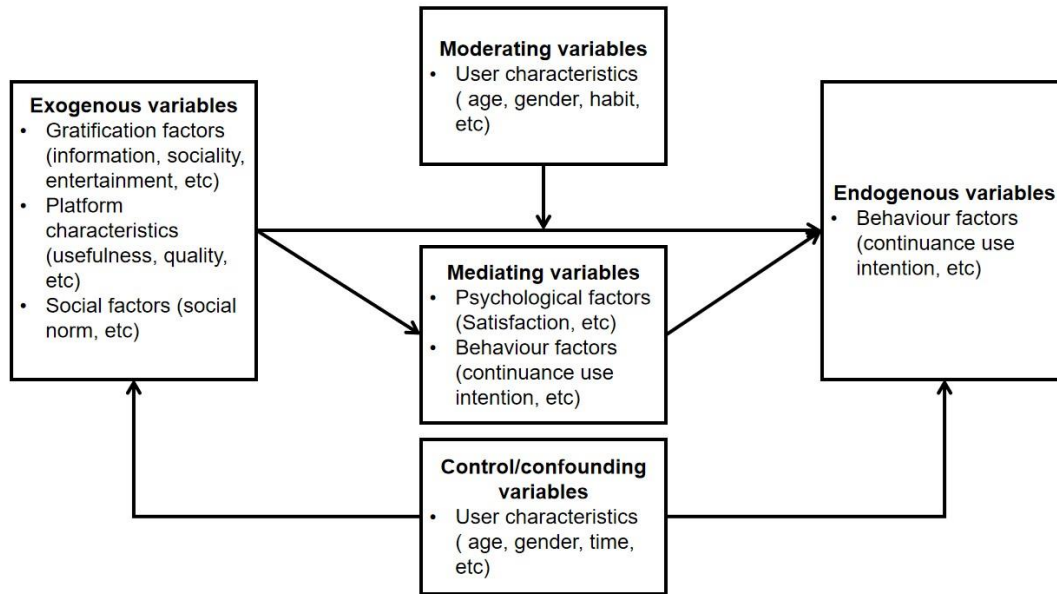 Moderating variables
• User characteristics
( age, gender, habit,
etc)
Exogenous variables
• Gratification factors
(information, sociality,
entertainment, etc)
• Platform
characteristics
(usefulness, quality,
etc)
• Social factors (social
norm, etc)
Mediating variables
• Psychological factors
(Satisfaction, etc)
• Behaviour factors
(continuance use
intention, etc)
Endogenous variables
• Behaviour factors
(continuance use
intention, etc)
Control/confounding
variables
• User characteristics
( age, gender, time,
etc)